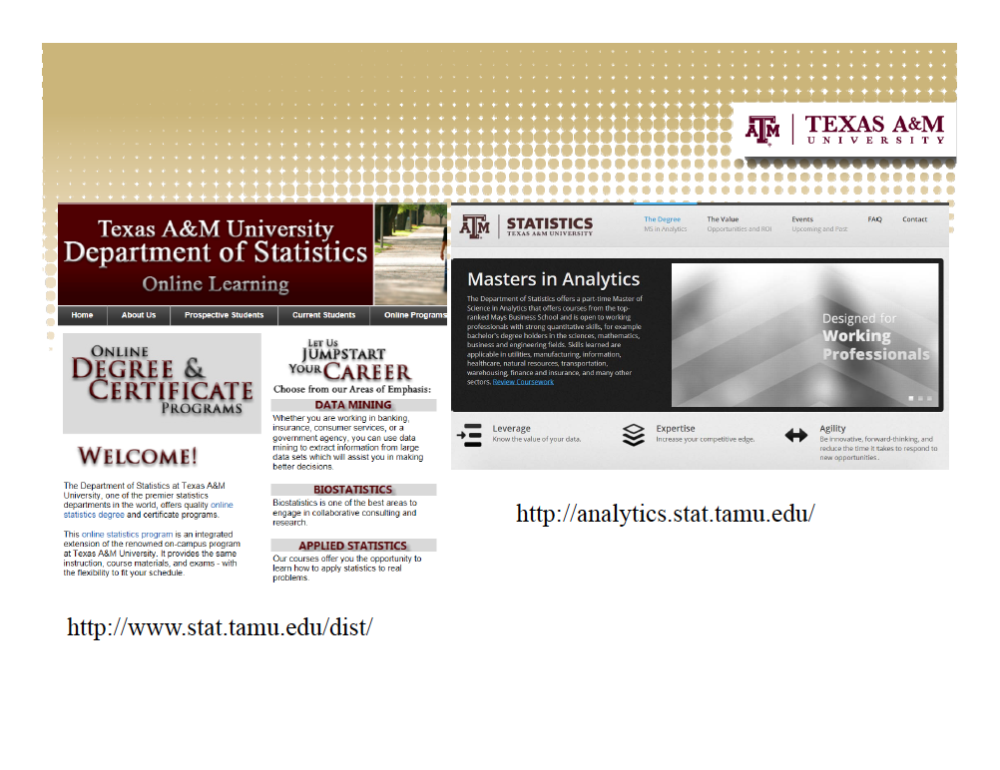 ATM | TEXAS A&M
UNIVERSITY
Texas A&M University
Department of Statistics
Online Learning
Home
About Us
Prospective Students
Current Students
Online Programs
ONLINE
DEGREE &
CERTIFICATE
PROGRAMS
WELCOME!
The Department of Statistics at Texas A&M
University, one of the premier statistics
departments in the world, offers quality online
statistics degree and certificate programs.
This online statistics program is an integrated
extension of the renowned on-campus program
at Texas A&M University. It provides the same
instruction, course materials, and exams - with
the flexibility to fit your schedule.
LET US
JUMPSTART
YOUR CAREER
Choose from our Areas of Emphasis:
DATA MINING
Whether you are working in banking,
insurance, consumer services, or a
government agency, you can use data
mining to extract information from large
data sets which will assist you in making
better decisions.
BIOSTATISTICS
Biostatistics is one of the best areas to
engage in collaborative consulting and
research.
APPLIED STATISTICS
Our courses offer you the opportunity to
learn how to apply statistics to real
problems.
http://www.stat.tamu.edu/dist/
ATM | STATISTICS
TEXAS A&M UNIVERSITY
The Degree
MS in Analytics
The Value
Opportunities and ROI
Events
Upcoming and Past
FAQ
Contact
Masters in Analytics
The Department of Statistics offers a part-time Master of
Science in Analytics that offers courses from the top-
ranked Mays Business School and is open to working
professionals with strong quantitative skills, for example
bachelor's degree holders in the sciences, mathematics,
business and engineering fields. Skills learned are
applicable in utilities, manufacturing, information,
healthcare, natural resources, transportation,
warehousing, finance and insurance, and many other
sectors. Review Coursework
Designed for
Working
Professionals
Leverage
Know the value of your data.
Expertise
Increase your competitive edge.
Agility
Be innovative, forward-thinking, and
reduce the time it takes to respond to
new opportunities.
http://analytics.stat.tamu.edu/